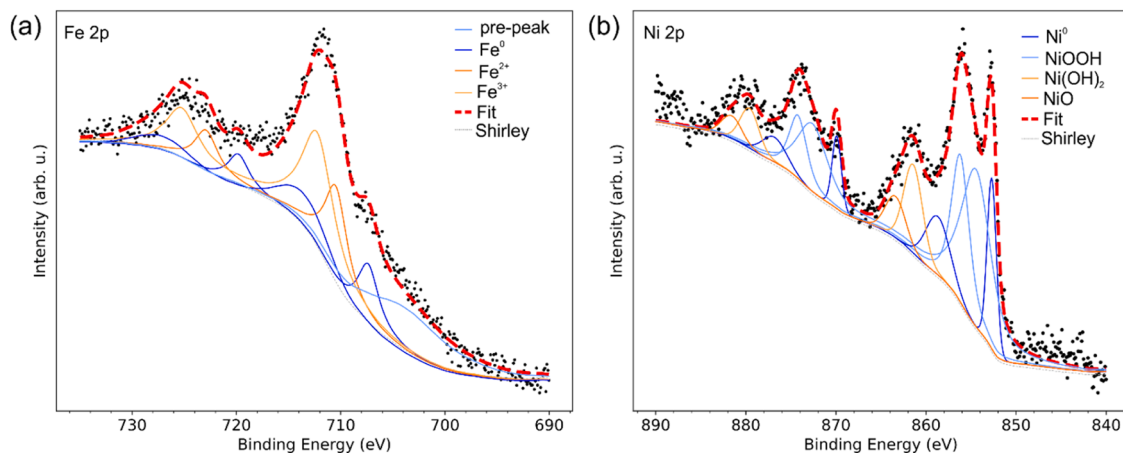 (a)
Fe 2p
pre-peak
Fe⁰
Fe²⁺
Fe³⁺
Fit
Shirley
Intensity (arb. u.)
730
720
710
700
690
Binding Energy (eV)
(b)
Ni 2p
Ni⁰
NiOOH
Ni(OH)₂
NiO
Fit
Shirley
Intensity (arb. u.)
890
880
870
860
850
840
Binding Energy (eV)